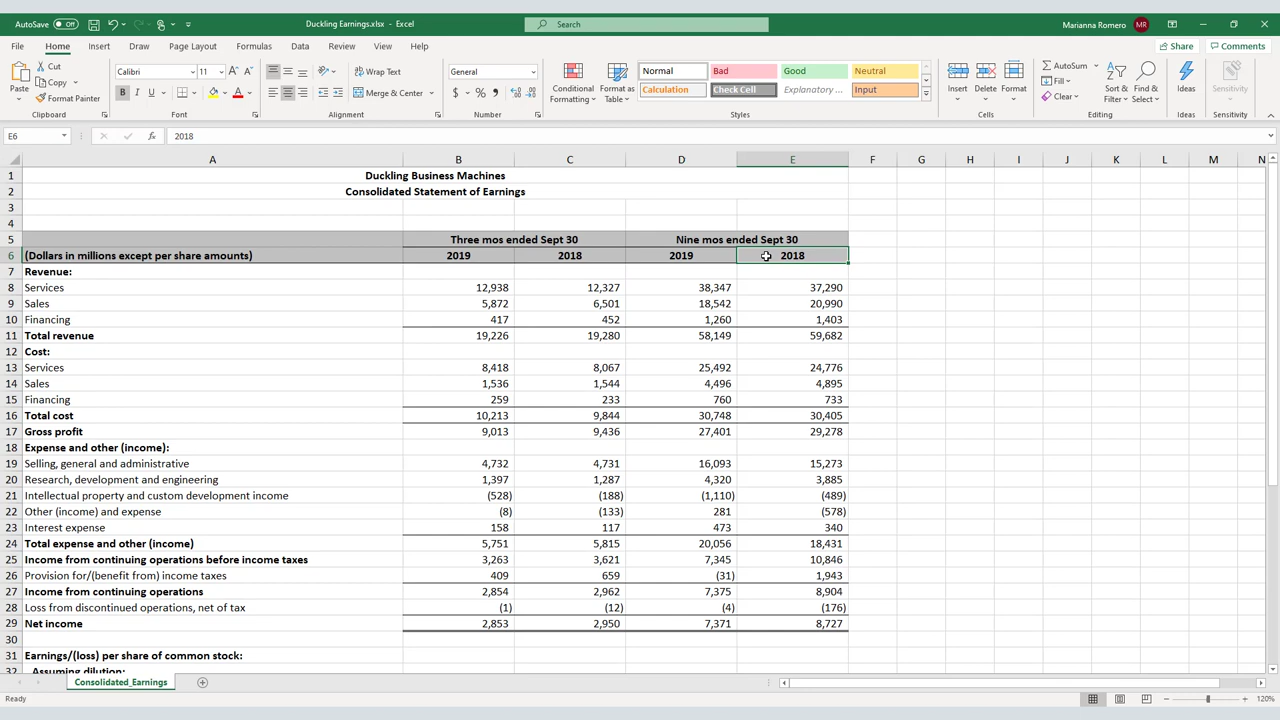 AutoSave Off Duckling Earnings.xlsx - Excel Search Marianna Romero MR
File Home Insert Draw Page Layout Formulas Data Review View Help Share Comments
Paste Cut Copy Format Painter
Clipboard
Calibri 11
B I U
Font
Wrap Text
Merge & Center
Alignment
General
$ % ,
Number
Conditional Formatting
Format as Table
Normal Bad Good Neutral
Calculation Check Cell Explanatory ... Input
Styles
Insert Delete Format
Cells
AutoSum
Fill
Clear
Sort & Filter
Find & Select
Editing
Ideas
Ideas
Sensitivity
Sensitivity
E6 fx 2018
A B C D E F G H I J K L M N
1 Duckling Business Machines
2 Consolidated Statement of Earnings
3
4
5 Three mos ended Sept 30 Nine mos ended Sept 30
6 (Dollars in millions except per share amounts) 2019 2018 2019 2018
7 Revenue:
8 Services 12,938 12,327 38,347 37,290
9 Sales 5,872 6,501 18,542 20,990
10 Financing 417 452 1,260 1,403
11 Total revenue 19,226 19,280 58,149 59,682
12 Cost:
13 Services 8,418 8,067 25,492 24,776
14 Sales 1,536 1,544 4,496 4,895
15 Financing 259 233 760 733
16 Total cost 10,213 9,844 30,748 30,405
17 Gross profit 9,013 9,436 27,401 29,278
18 Expense and other (income):
19 Selling, general and administrative 4,732 4,731 16,093 15,273
20 Research, development and engineering 1,397 1,287 4,320 3,885
21 Intellectual property and custom development income (528) (188) (1,110) (489)
22 Other (income) and expense (8) (133) 281 (578)
23 Interest expense 158 117 473 340
24 Total expense and other (income) 5,751 5,815 20,056 18,431
25 Income from continuing operations before income taxes 3,263 3,621 7,345 10,846
26 Provision for/(benefit from) income taxes 409 659 (31) 1,943
27 Income from continuing operations 2,854 2,962 7,375 8,904
28 Loss from discontinued operations, net of tax (1) (12) (4) (176)
29 Net income 2,853 2,950 7,371 8,727
30
31 Earnings/(loss) per share of common stock:
32 Assuming dilution:
Consolidated_Earnings
Ready 120%